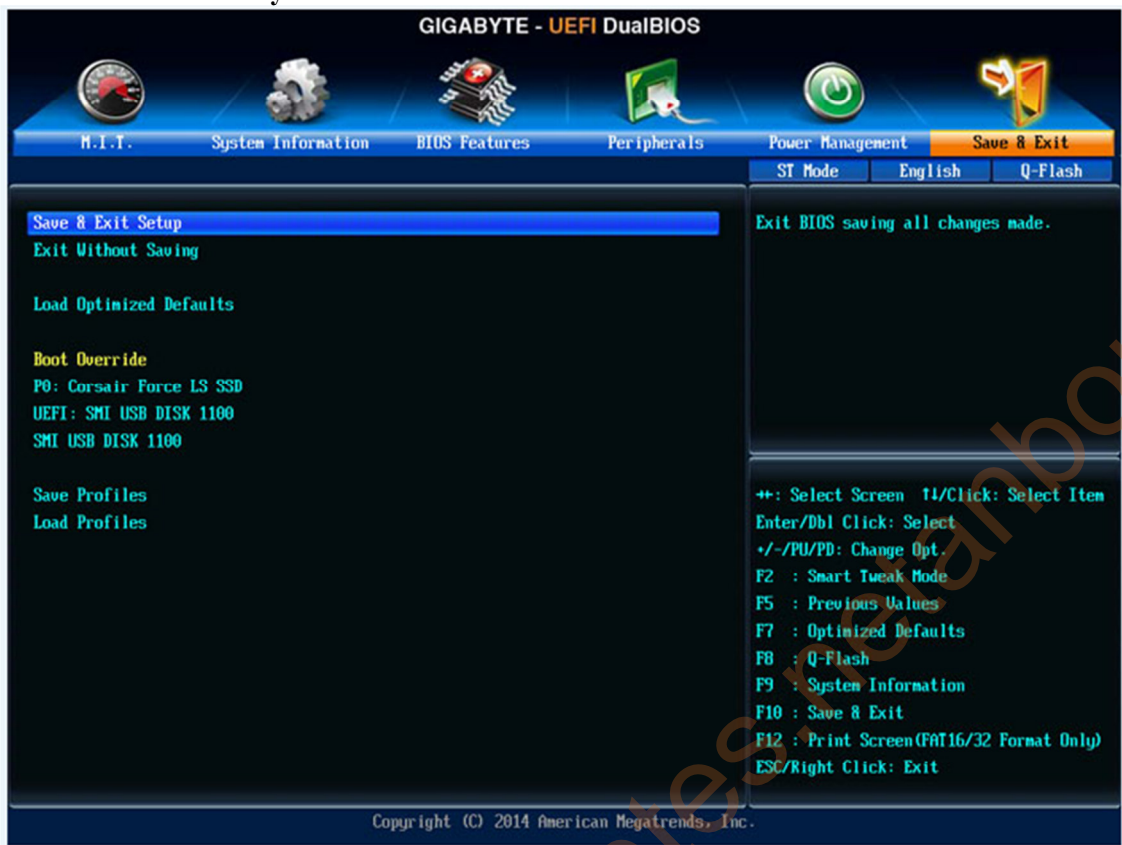 GIGABYTE - UEFI DualBIOS
M.I.T. System Information BIOS Features Peripherals Power Management Save & Exit
ST Mode English Q-Flash
Save & Exit Setup
Exit Without Saving
Load Optimized Defaults
Boot Override
P0: Corsair Force LS SSD
UEFI: SMI USB DISK 1100
SMI USB DISK 1100
Save Profiles
Load Profiles
Exit BIOS saving all changes made.
→←: Select Screen ↑↓/Click: Select Item
Enter/Dbl Click: Select
+/-/PU/PD: Change Opt.
F2 : Smart Tweak Mode
F5 : Previous Values
F7 : Optimized Defaults
F8 : Q-Flash
F9 : System Information
F10 : Save & Exit
F12 : Print Screen(FAT16/32 Format Only)
ESC/Right Click: Exit
Copyright (C) 2014 American Megatrends, Inc.